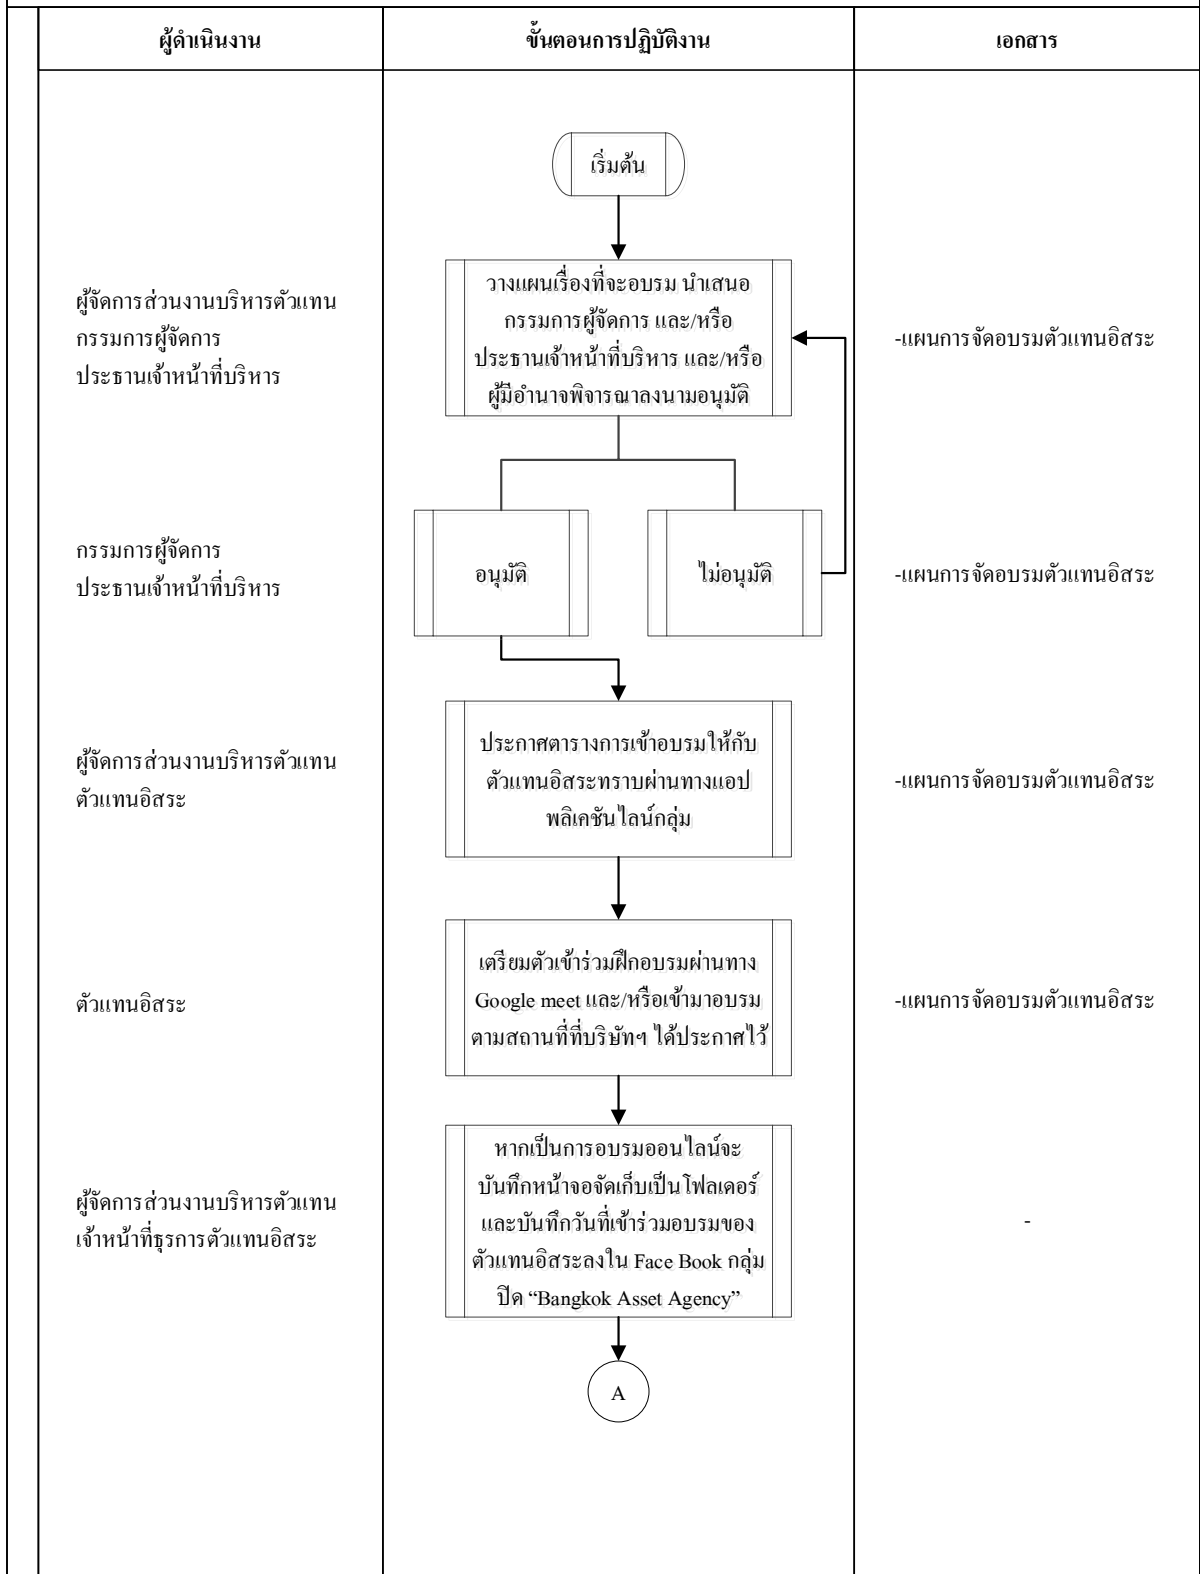 ผู้ดำเนินงาน
ขั้นตอนการปฏิบัติงาน
เอกสาร
เริ่มต้น
ผู้จัดการส่วนงานบริหารตัวแทน
กรรมการผู้จัดการ
ประธานเจ้าหน้าที่บริหาร
วางแผนเรื่องที่จะอบรม นำเสนอ
กรรมการผู้จัดการ และ/หรือ
ประธานเจ้าหน้าที่บริหาร และ/หรือ
ผู้มีอำนาจพิจารณาลงนามอนุมัติ
-แผนการจัดอบรมตัวแทนอิสระ
กรรมการผู้จัดการ
ประธานเจ้าหน้าที่บริหาร
อนุมัติ
ไม่อนุมัติ
-แผนการจัดอบรมตัวแทนอิสระ
ผู้จัดการส่วนงานบริหารตัวแทน
ตัวแทนอิสระ
ประกาศตารางการเข้าอบรมให้กับ
ตัวแทนอิสระทราบผ่านทางแอป
พลิเคชันไลน์กลุ่ม
-แผนการจัดอบรมตัวแทนอิสระ
ตัวแทนอิสระ
เตรียมตัวเข้าร่วมฝึกอบรมผ่านทาง
Google meet และ/หรือเข้ามาอบรม
ตามสถานที่ที่บริษัทฯ ได้ประกาศไว้
-แผนการจัดอบรมตัวแทนอิสระ
ผู้จัดการส่วนงานบริหารตัวแทน
เจ้าหน้าที่ธุรการตัวแทนอิสระ
หากเป็นการอบรมออนไลน์จะ
บันทึกหน้าจอจัดเก็บเป็นโฟลเดอร์
และบันทึกวันที่เข้าร่วมอบรมของ
ตัวแทนอิสระลงใน Face Book กลุ่ม
ปิด “Bangkok Asset Agency”
-
A